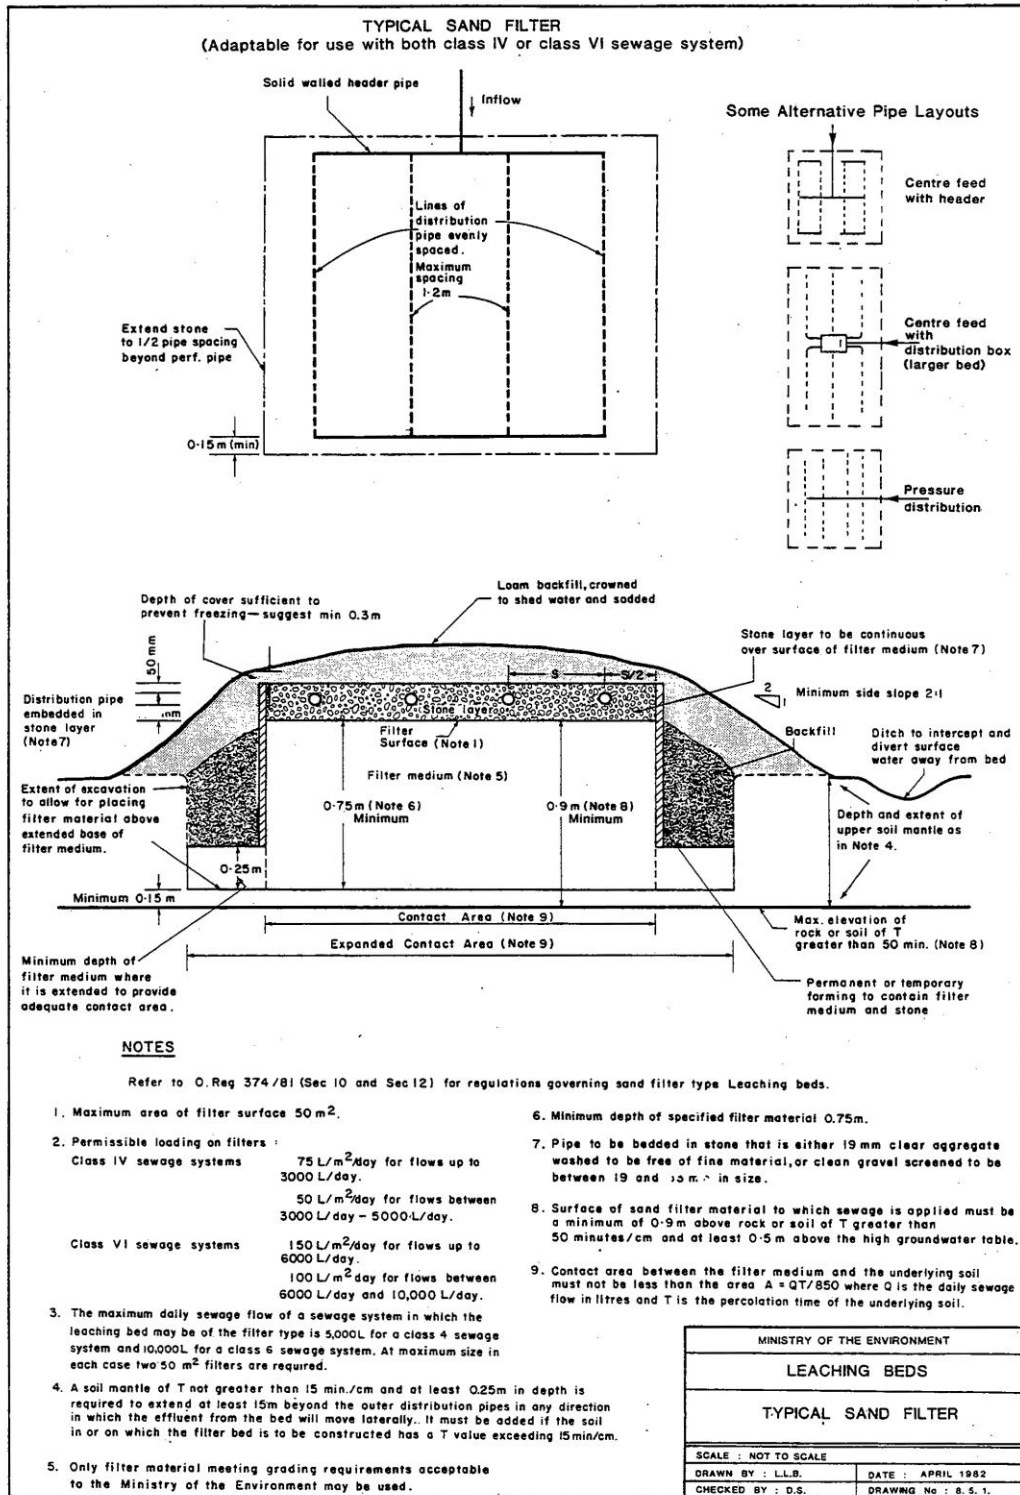 TYPICAL SAND FILTER
(Adaptable for use with both class IV or class VI sewage system)
Solid walled header pipe
Inflow
Lines of
distribution
pipe evenly
spaced.
Maximum
spacing
1·2m
Extend stone
to 1/2 pipe spacing
beyond perf. pipe
0·15m (min)
Some Alternative Pipe Layouts
Centre feed
with header
Centre feed
with
distribution box
(larger bed)
Pressure
distribution
Depth of cover sufficient to
prevent freezing — suggest min 0.3m
Loam backfill, crowned
to shed water and sodded
Stone layer to be continuous
over surface of filter medium (Note 7)
50 mm
S
S/2
2
1
Minimum side slope 2:1
Distribution pipe
embedded in
stone layer
(Note 7)
Stone layer
Filter
Surface (Note 1)
Backfill
Ditch to intercept and
divert surface
water away from bed
Filter medium (Note 5)
Extent of excavation
to allow for placing
filter material above
extended base of
filter medium.
0·75m (Note 6)
Minimum
0·9m (Note 8)
Minimum
Depth and extent of
upper soil mantle as
in Note 4.
0·25m
Minimum 0·15 m
Contact Area (Note 9)
Expanded Contact Area (Note 9)
Max. elevation of
rock or soil of T
greater than 50 min. (Note 8)
Minimum depth of
filter medium where
it is extended to provide
adequate contact area.
Permanent or temporary
forming to contain filter
medium and stone
NOTES
Refer to O. Reg 374/81 (Sec 10 and Sec 12) for regulations governing sand filter type Leaching beds.
1. Maximum area of filter surface 50 m².
2. Permissible loading on filters :
Class IV sewage systems 75 L/m²/day for flows up to
3000 L/day.
50 L/m²/day for flows between
3000 L/day – 5000·L/day.
Class VI sewage systems 150 L/m²/day for flows up to
6000 L/day.
100 L/m² day for flows between
6000 L/day and 10,000 L/day.
3. The maximum daily sewage flow of a sewage system in which the
leaching bed may be of the filter type is 5,000L for a class 4 sewage
system and 10,000L for a class 6 sewage system. At maximum size in
each case two 50 m² filters are required.
4. A soil mantle of T not greater than 15 min./cm and at least 0.25m in depth is
required to extend at least 15m beyond the outer distribution pipes in any direction
in which the effluent from the bed will move laterally.. It must be added if the soil
in or on which the filter bed is to be constructed has a T value exceeding 15min/cm.
5. Only filter material meeting grading requirements acceptable
to the Ministry of the Environment may be used.
6. Minimum depth of specified filter material 0.75m.
7. Pipe to be bedded in stone that is either 19 mm clear aggregate
washed to be free of fine material, or clean gravel screened to be
between 19 and in size.
8. Surface of sand filter material to which sewage is applied must be
a minimum of 0·9m above rock or soil of T greater than
50 minutes/cm and at least 0·5m above the high groundwater table.
9. Contact area between the filter medium and the underlying soil
must not be less than the area A = QT/850 where Q is the daily sewage
flow in litres and T is the percolation time of the underlying soil.
MINISTRY OF THE ENVIRONMENT
LEACHING BEDS
TYPICAL SAND FILTER
SCALE : NOT TO SCALE
DRAWN BY : L.L.B. DATE : APRIL 1982
CHECKED BY : D.S. DRAWING No : 8. 5. 1.